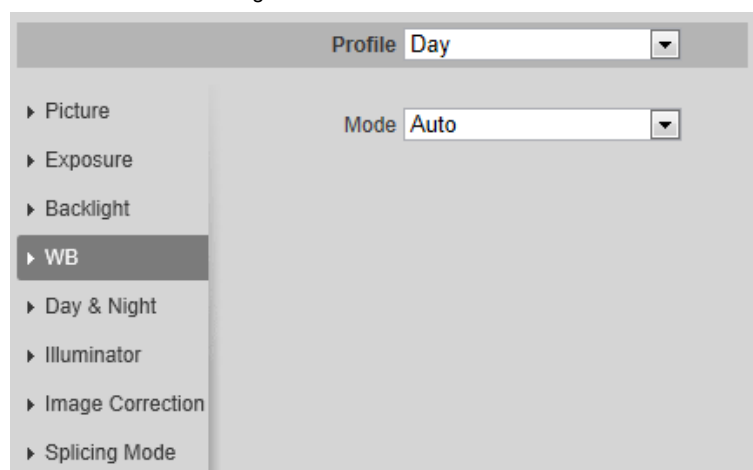 Profile Day
Picture
Mode Auto
Exposure
Backlight
WB
Day & Night
Illuminator
Image Correction
Splicing Mode